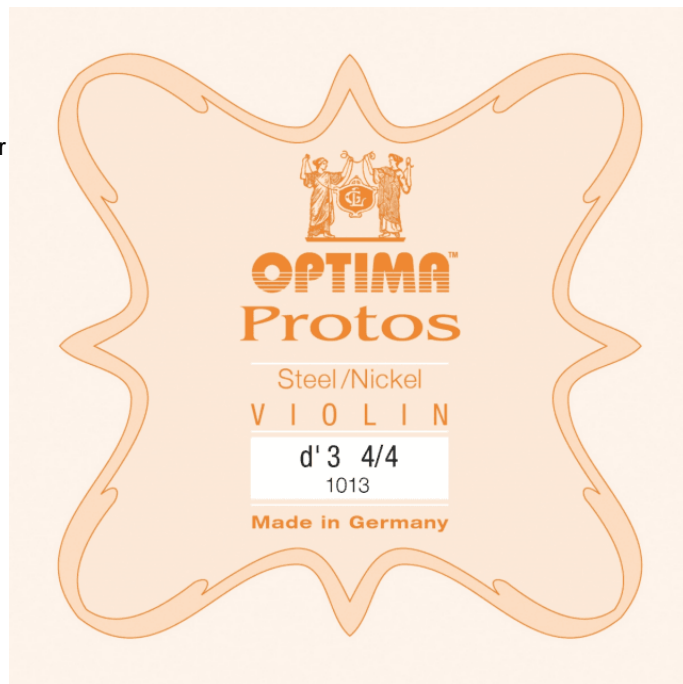 r
OPTIMA™
Protos
Steel/Nickel
VIOLIN
d' 3 4/4
1013
Made in Germany